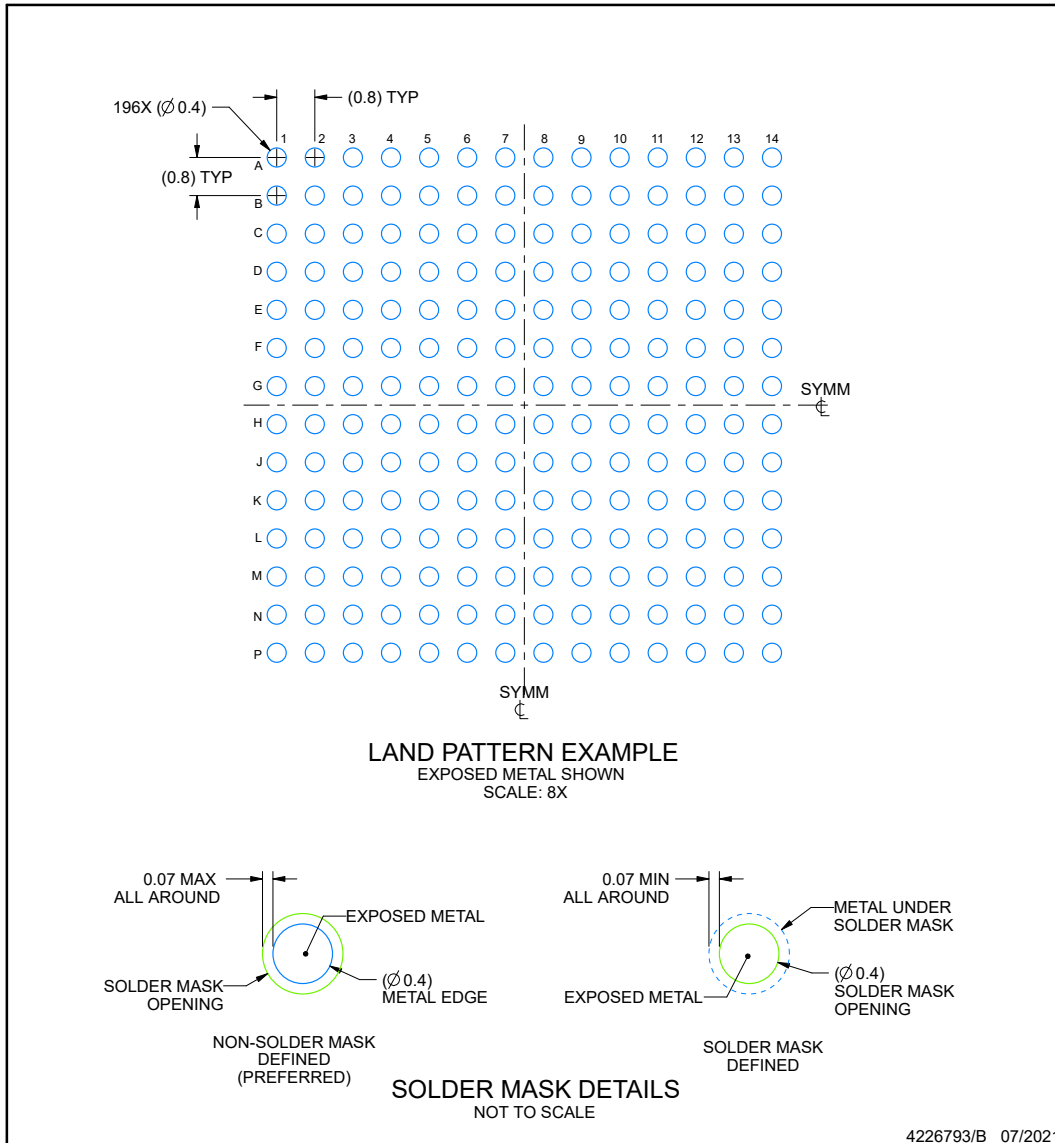 (0.8) TYP
196X (Ø 0.4)
1 2 3 4 5 6 7 8 9 10 11 12 13 14
A
(0.8) TYP
B
C
D
E
F
G
SYMM
℄
H
J
K
L
M
N
P
SYMM
℄
LAND PATTERN EXAMPLE
EXPOSED METAL SHOWN
SCALE: 8X
0.07 MAX
ALL AROUND
EXPOSED METAL
(Ø 0.4)
METAL EDGE
SOLDER MASK
OPENING
NON-SOLDER MASK
DEFINED
(PREFERRED)
0.07 MIN
ALL AROUND
METAL UNDER
SOLDER MASK
EXPOSED METAL
(Ø 0.4)
SOLDER MASK
OPENING
SOLDER MASK
DEFINED
SOLDER MASK DETAILS
NOT TO SCALE
4226793/B 07/2021